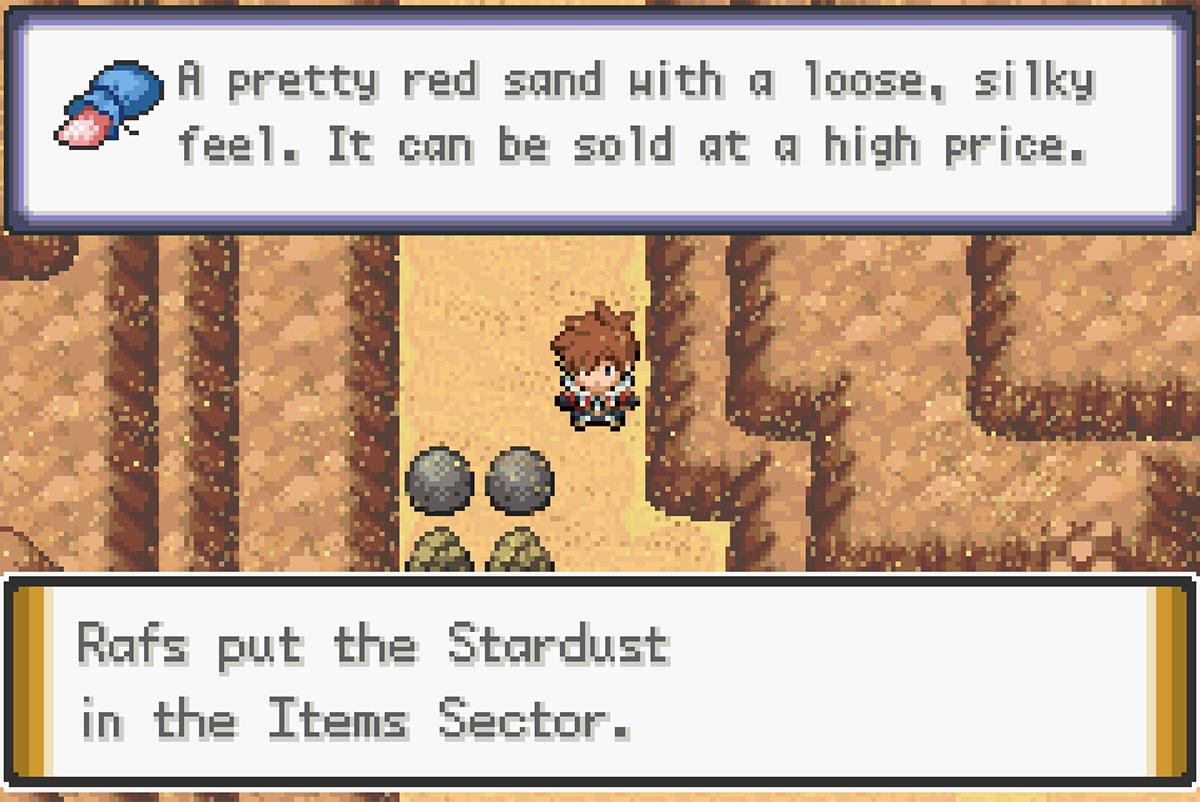 A pretty red sand with a loose, silky
feel. It can be sold at a high price.
Rafs put the Stardust
in the Items Sector.